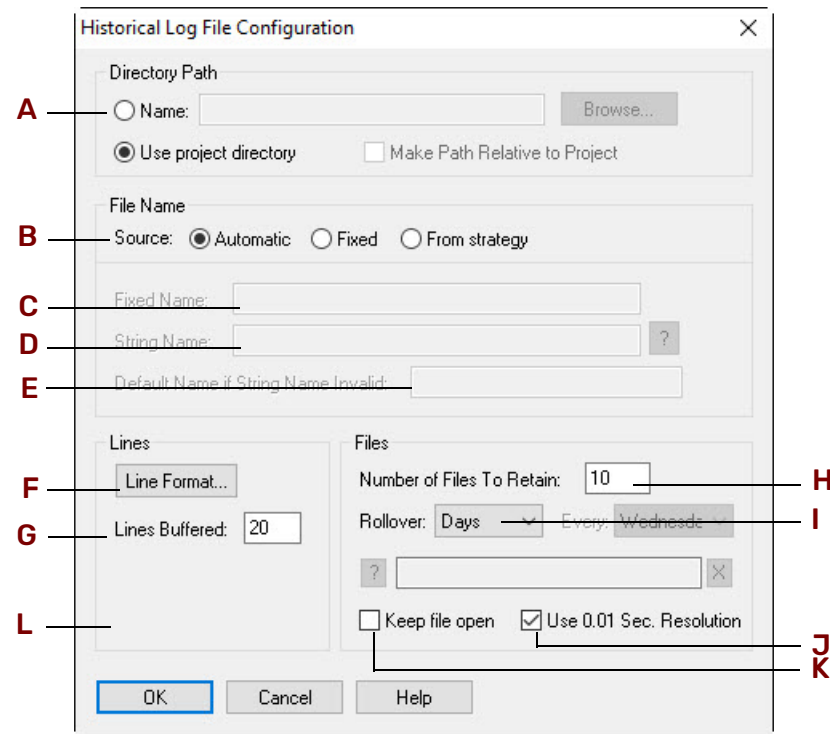 Historical Log File Configuration
Directory Path
A Name: Browse...
Use project directory Make Path Relative to Project
File Name
B Source: Automatic Fixed From strategy
C Fixed Name:
D String Name: ?
E Default Name if String Name Invalid:
Lines
Files
F Line Format...
Number of Files To Retain: 10 H
G Lines Buffered: 20
Rollover: Days Every: Wednesda I
? X
L
Keep file open Use 0.01 Sec. Resolution
J
K
OK Cancel Help